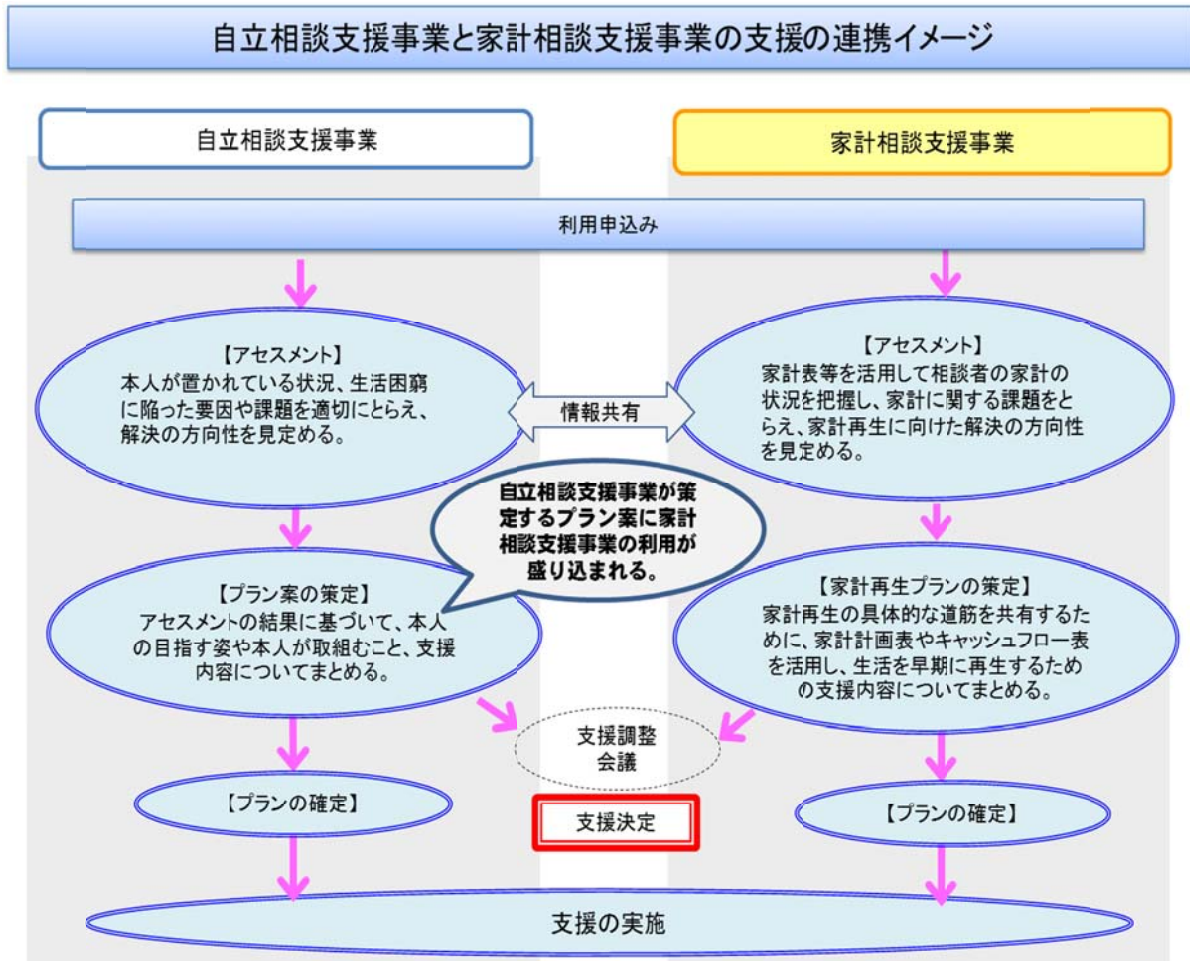 自立相談支援事業と家計相談支援事業の支援の連携イメージ
自立相談支援事業
家計相談支援事業
利用申込み
【アセスメント】
本人が置かれている状況、生活困窮
に陥った要因や課題を適切にとらえ、
解決の方向性を見定める。
情報共有
【アセスメント】
家計表等を活用して相談者の家計の
状況を把握し、家計に関する課題をと
らえ、家計再生に向けた解決の方向性
を見定める。
自立相談支援事業が策
定するプラン案に家計
相談支援事業の利用が
盛り込まれる。
【プラン案の策定】
アセスメントの結果に基づいて、本人
の目指す姿や本人が取組むこと、支援
内容についてまとめる。
【家計再生プランの策定】
家計再生の具体的な道筋を共有するた
めに、家計計画表やキャッシュフロー表
を活用し、生活を早期に再生するため
の支援内容についてまとめる。
支援調整
会議
【プランの確定】
支援決定
【プランの確定】
支援の実施